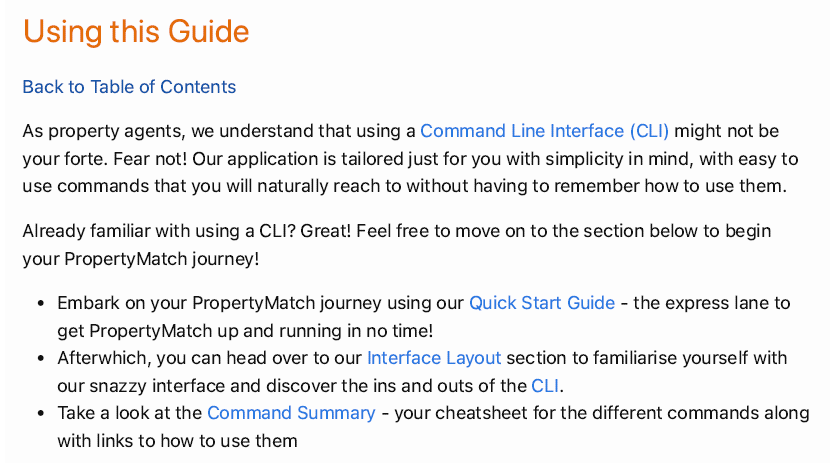 Using this Guide
Back to Table of Contents
As property agents, we understand that using a Command Line Interface (CLI) might not be
your forte. Fear not! Our application is tailored just for you with simplicity in mind, with easy to
use commands that you will naturally reach to without having to remember how to use them.
Already familiar with using a CLI? Great! Feel free to move on to the section below to begin
your PropertyMatch journey!
• Embark on your PropertyMatch journey using our Quick Start Guide - the express lane to
get PropertyMatch up and running in no time!
• Afterwhich, you can head over to our Interface Layout section to familiarise yourself with
our snazzy interface and discover the ins and outs of the CLI.
• Take a look at the Command Summary - your cheatsheet for the different commands along
with links to how to use them